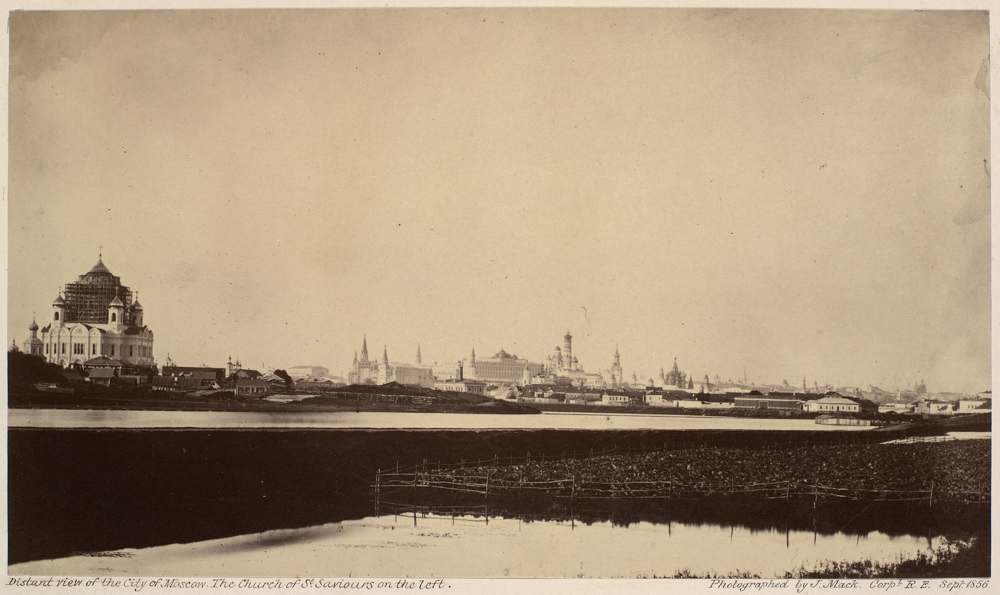 Distant view of the City of Moscow. The Church of St. Saviours on the left.
Photographed by J. Mack. Corpl. R. E. Sept. 1856.